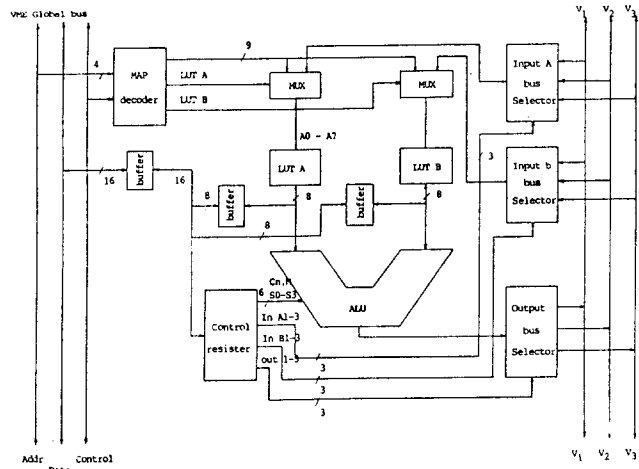 VME Global bus
V1 V2 V3
4
9
MAP
decoder
LUT A
LUT B
MUX
MUX
Input A
bus
Selector
A0 - A7
3
LUT A
LUT B
Input b
bus
Selector
buffer
16
16
8
buffer
8
buffer
8
8
Cn,M
6
S0-S3
ALU
Control
resister
In A1-3
In B1-3
out 1-3
3
3
3
Output
bus
Selector
Addr
Control
V1 V2 V3